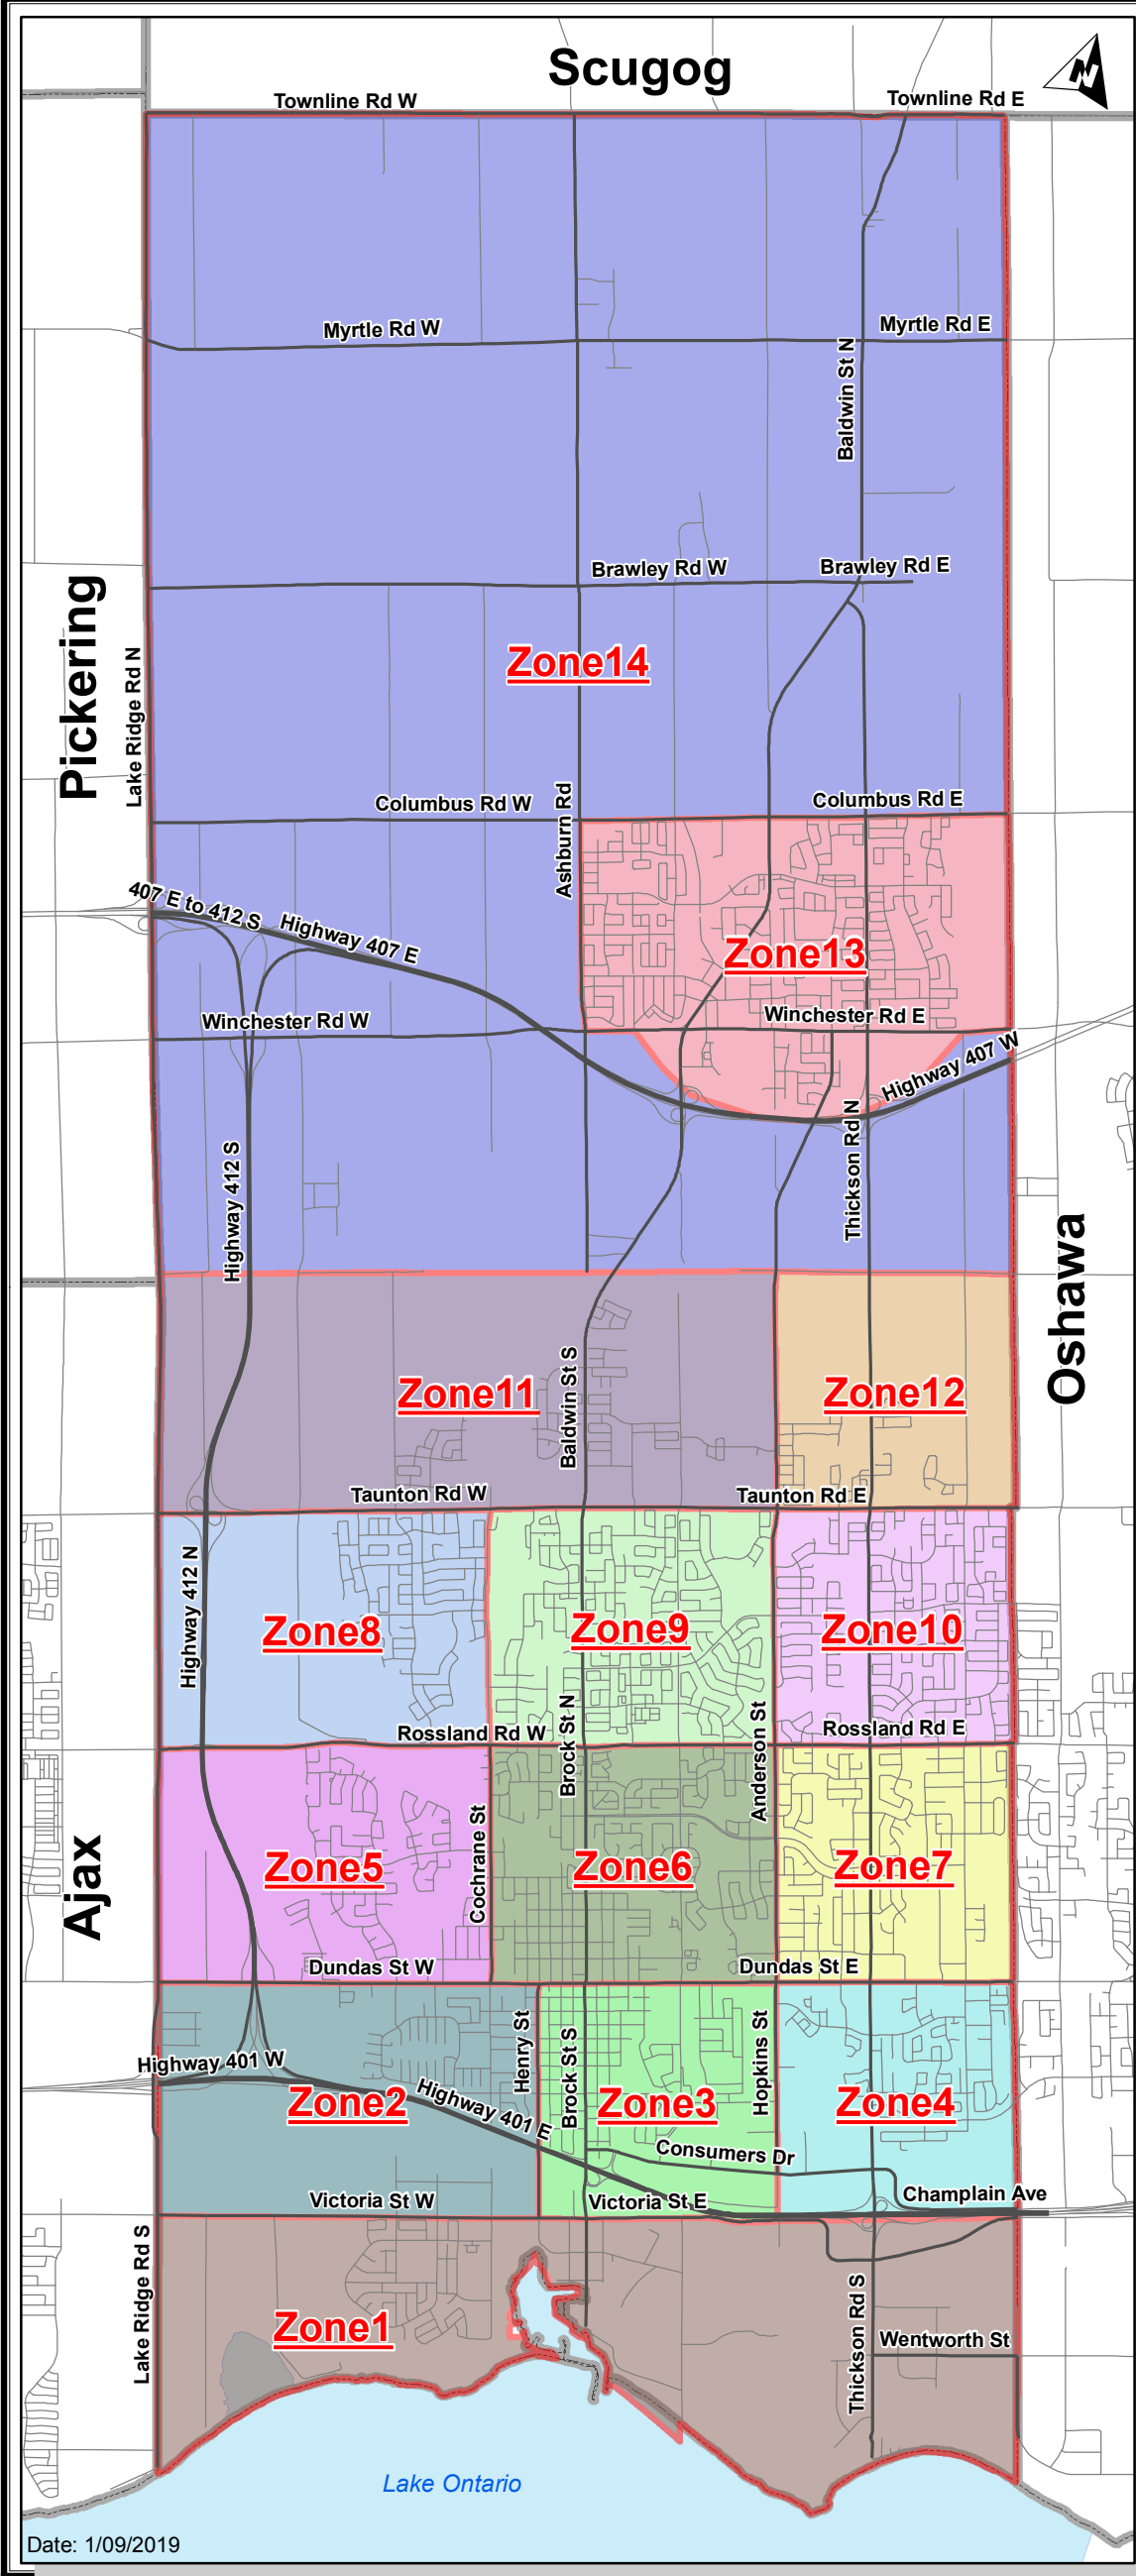 Scugog
N
Townline Rd W
Townline Rd E
Myrtle Rd W
Myrtle Rd E
Baldwin St N
Brawley Rd W
Brawley Rd E
Pickering
Lake Ridge Rd N
Zone14
Columbus Rd W
Ashburn Rd
Columbus Rd E
407 E to 412 S
Highway 407 E
Zone13
Winchester Rd W
Winchester Rd E
Highway 407 W
Highway 412 S
Thickson Rd N
Oshawa
Zone11
Baldwin St S
Zone12
Taunton Rd W
Taunton Rd E
Highway 412 N
Zone8
Zone9
Zone10
Rossland Rd W
Brock St N
Anderson St
Rossland Rd E
Ajax
Zone5
Cochrane St
Zone6
Zone7
Dundas St W
Dundas St E
Highway 401 W
Zone2
Highway 401 E
Henry St
Brock St S
Zone3
Hopkins St
Zone4
Consumers Dr
Victoria St W
Victoria St E
Champlain Ave
Lake Ridge Rd S
Zone1
Thickson Rd S
Wentworth St
Lake Ontario
Date: 1/09/2019